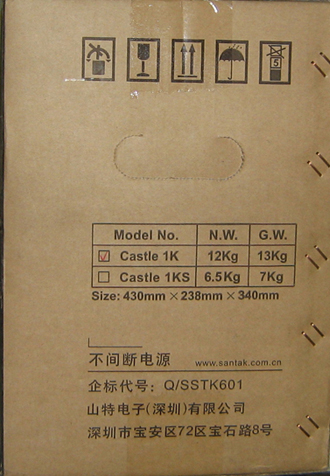 5
Model No. N.W. G.W.
Castle 1K 12Kg 13Kg
Castle 1KS 6.5Kg 7Kg
Size: 430mm×238mm×340mm
不间断电源 www.santak.com.cn
企标代号: Q/SSTK601
山特电子(深圳)有限公司
深圳市宝安区72区宝石路8号